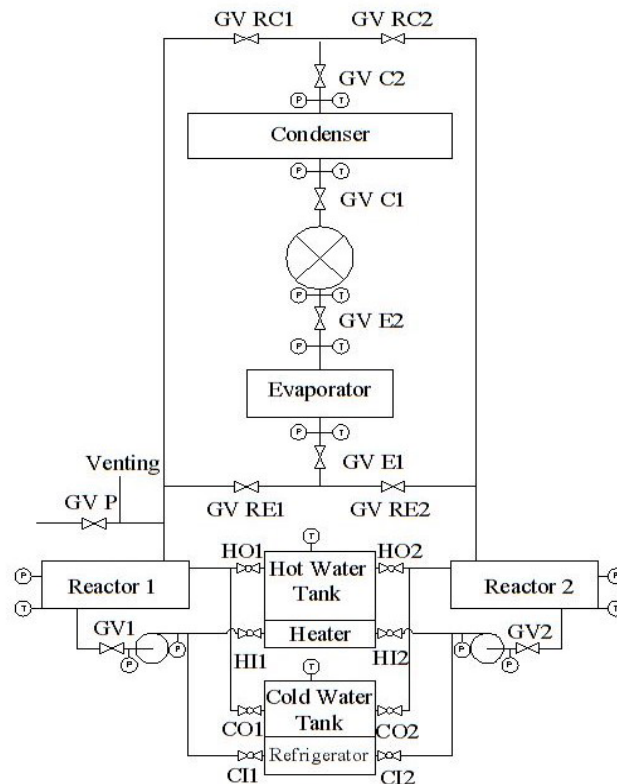 GV RC1
GV RC2
GV C2
P T
Condenser
P T
GV C1
P T
GV E2
P T
Evaporator
P T
GV E1
Venting
GV P
GV RE1
GV RE2
HO1
T
HO2
P
Reactor 1
Hot Water
Tank
Reactor 2
P
T
T
GV1
P
P
Heater
P
P
GV2
HI1
T
HI2
Cold Water
Tank
CO1
CO2
Refrigerator
CI1
CI2